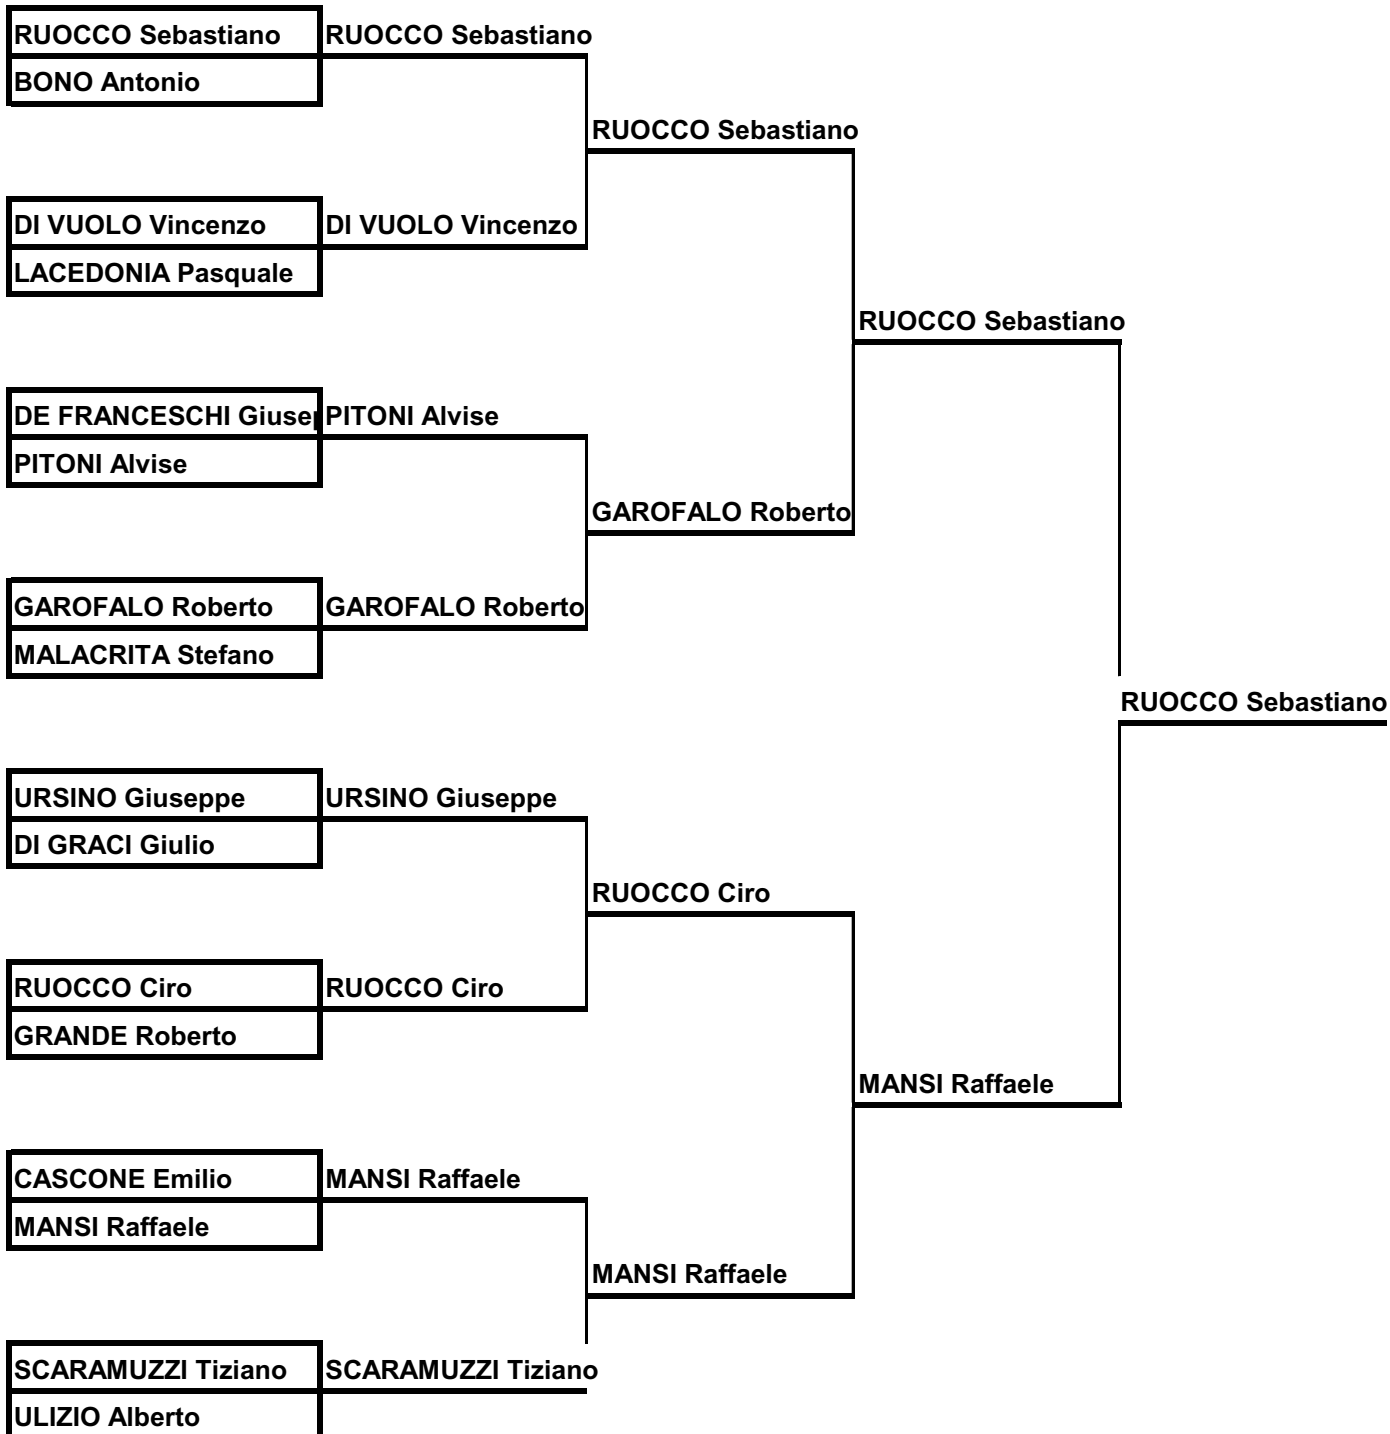 RUOCCO Sebastiano RUOCCO Sebastiano
BONO Antonio
RUOCCO Sebastiano
DI VUOLO Vincenzo DI VUOLO Vincenzo
LACEDONIA Pasquale
RUOCCO Sebastiano
DE FRANCESCHI Giusep PITONI Alvise
PITONI Alvise
GAROFALO Roberto
GAROFALO Roberto GAROFALO Roberto
MALACRITA Stefano
RUOCCO Sebastiano
URSINO Giuseppe URSINO Giuseppe
DI GRACI Giulio
RUOCCO Ciro
RUOCCO Ciro RUOCCO Ciro
GRANDE Roberto
MANSI Raffaele
CASCONE Emilio MANSI Raffaele
MANSI Raffaele
MANSI Raffaele
SCARAMUZZI Tiziano SCARAMUZZI Tiziano
ULIZIO Alberto